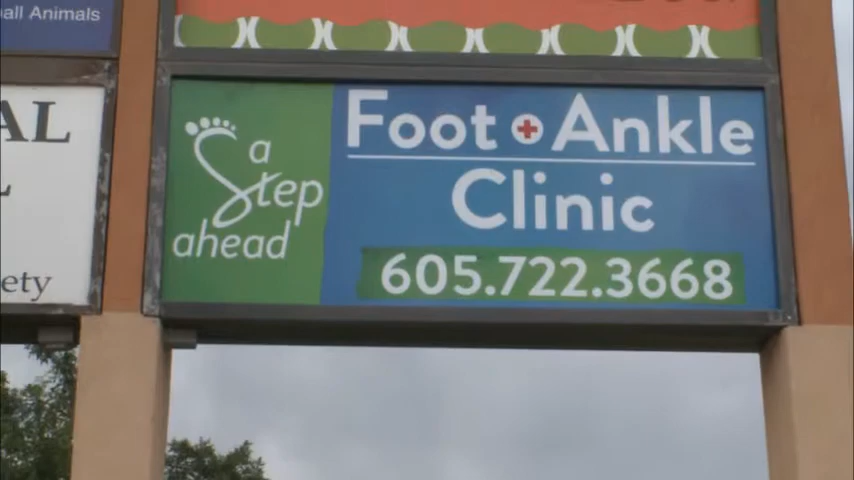 all Animals
AL
ety
a
Step
ahead
Foot + Ankle
Clinic
605.722.3668